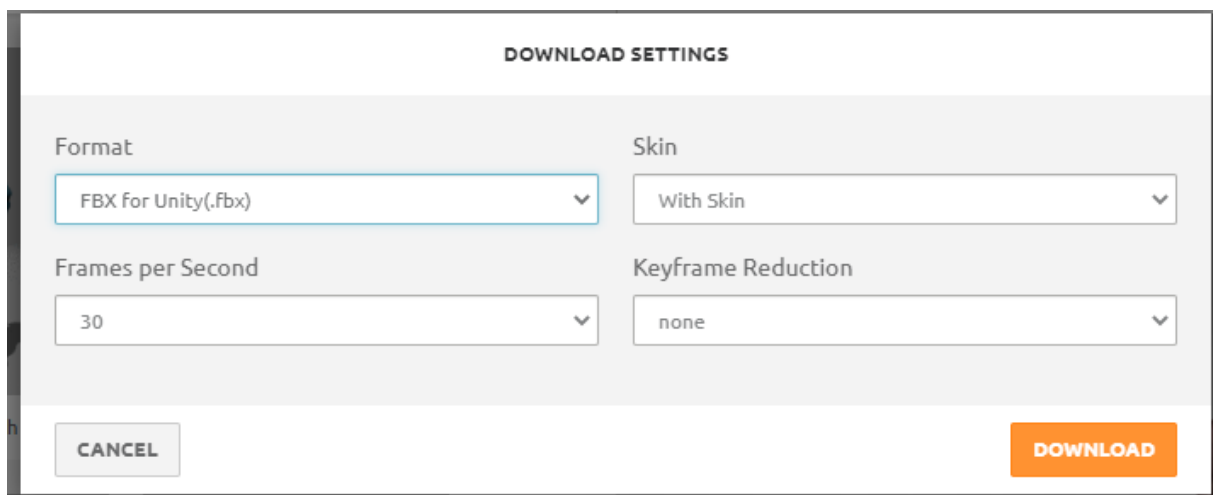 DOWNLOAD SETTINGS
Format
Skin
FBX for Unity(.fbx)
With Skin
Frames per Second
Keyframe Reduction
30
none
h
CANCEL
DOWNLOAD